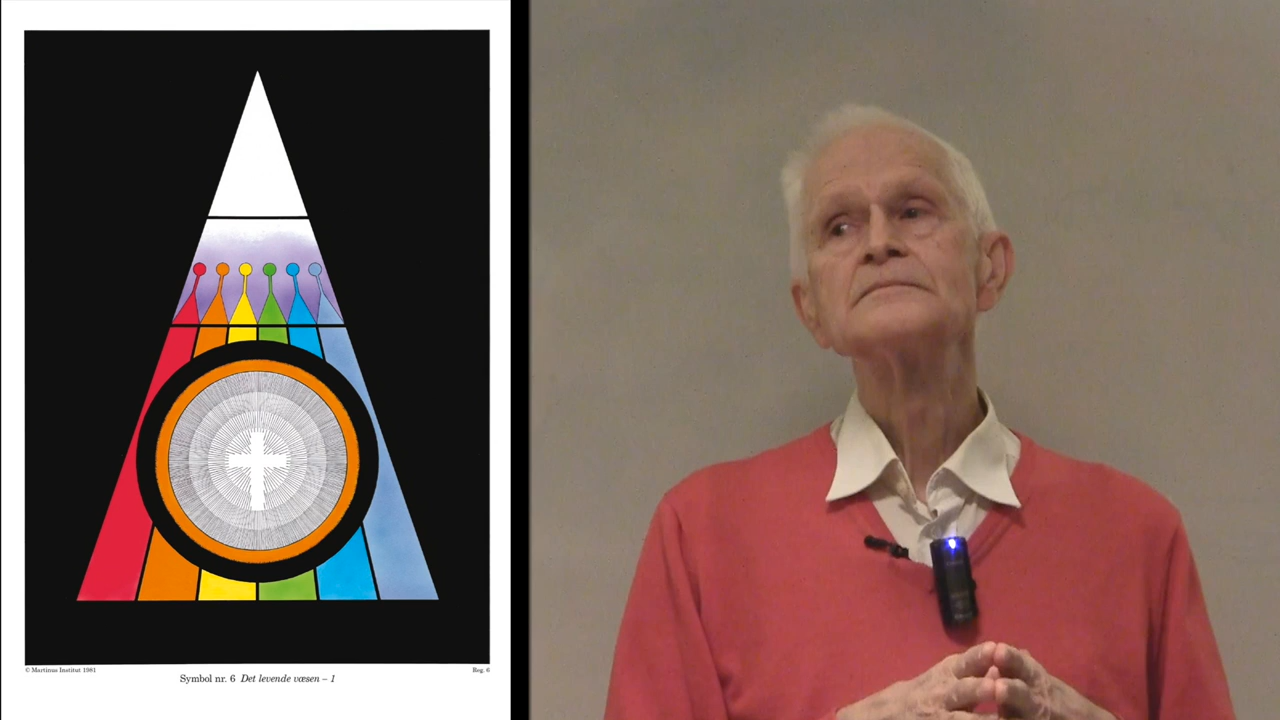 © Martinus Institut 1981
Reg. 6
Symbol nr. 6 Det levende væsen – 1